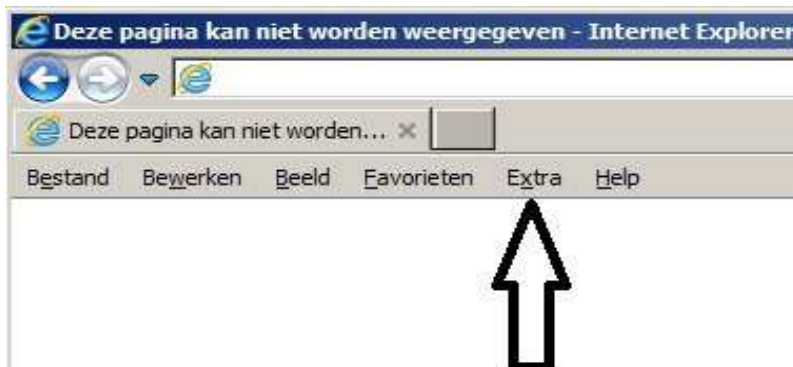 Deze pagina kan niet worden weergegeven - Internet Explorer
Deze pagina kan niet worden...
Bestand Bewerken Beeld Favorieten Extra Help